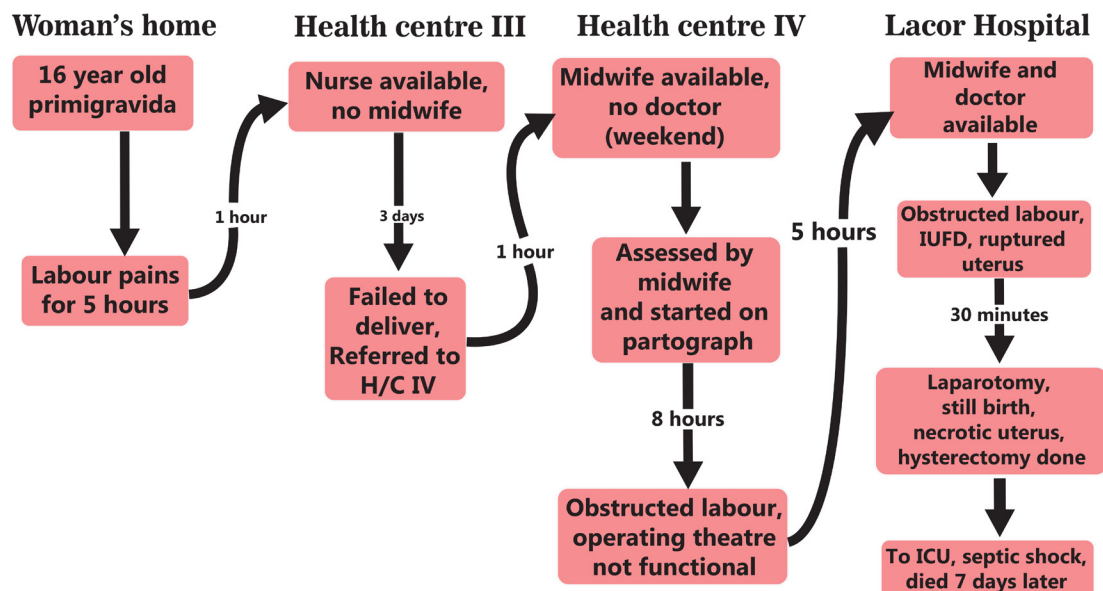 Woman's home
16 year old
primigravida
Labour pains
for 5 hours
1 hour
Health centre III
Nurse available,
no midwife
3 days
Failed to
deliver,
Referred to
H/C IV
1 hour
Health centre IV
Midwife available,
no doctor
(weekend)
Assessed by
midwife
and started on
partograph
8 hours
Obstructed labour,
operating theatre
not functional
5 hours
Lacor Hospital
Midwife and
doctor
available
Obstructed labour,
IUFD, ruptured
uterus
30 minutes
Laparotomy,
still birth,
necrotic uterus,
hysterectomy done
To ICU, septic shock,
died 7 days later